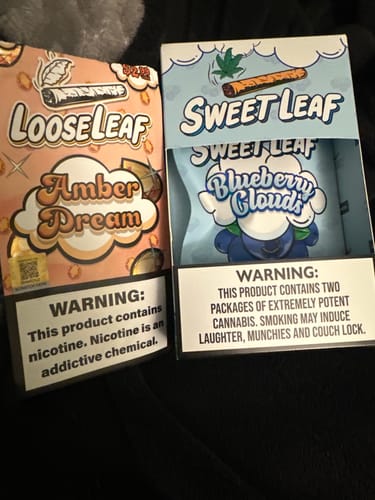 LOOSELEAF
Amber
Dream
WARNING:
This product contains
nicotine. Nicotine is an
addictive chemical.
SWEET LEAF
SWEET LEAF
Blueberry
Clouds
WARNING:
THIS PRODUCT CONTAINS TWO
PACKAGES OF EXTREMELY POTENT
CANNABIS. SMOKING MAY INDUCE
LAUGHTER, MUNCHIES AND COUCH LOCK.